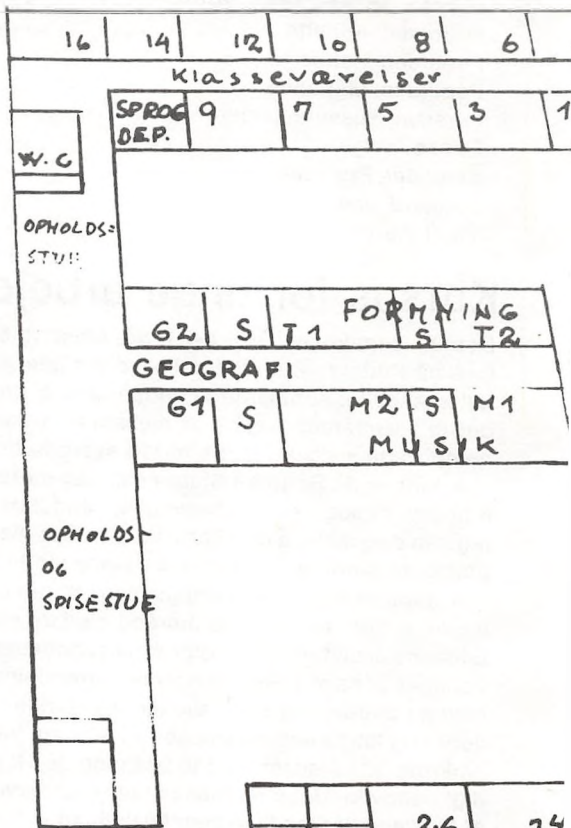 16 14 12 10 8 6
Klasseværelser
SPROG 9 7 5 3 1
DEP.
W.C
OPHOLDS=
STUE
FORMNING
G2 S T1 S T2
GEOGRAFI
G1 S M2 S M1
MUSIK
OPHOLDS
OG
SPISESTUE
26 24